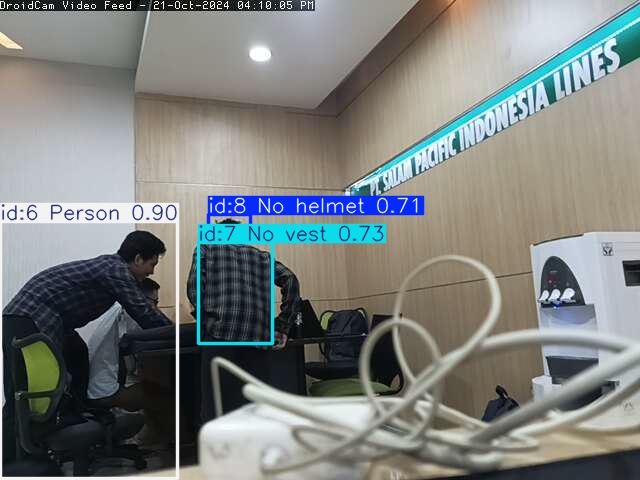 DroidCam Video Feed - 21-Oct-2024 04:10:05 PM
PT. SALAM PACIFIC INDONESIA LINES
id:8 No helmet 0.71
id:6 Person 0.90
id:7 No vest 0.73